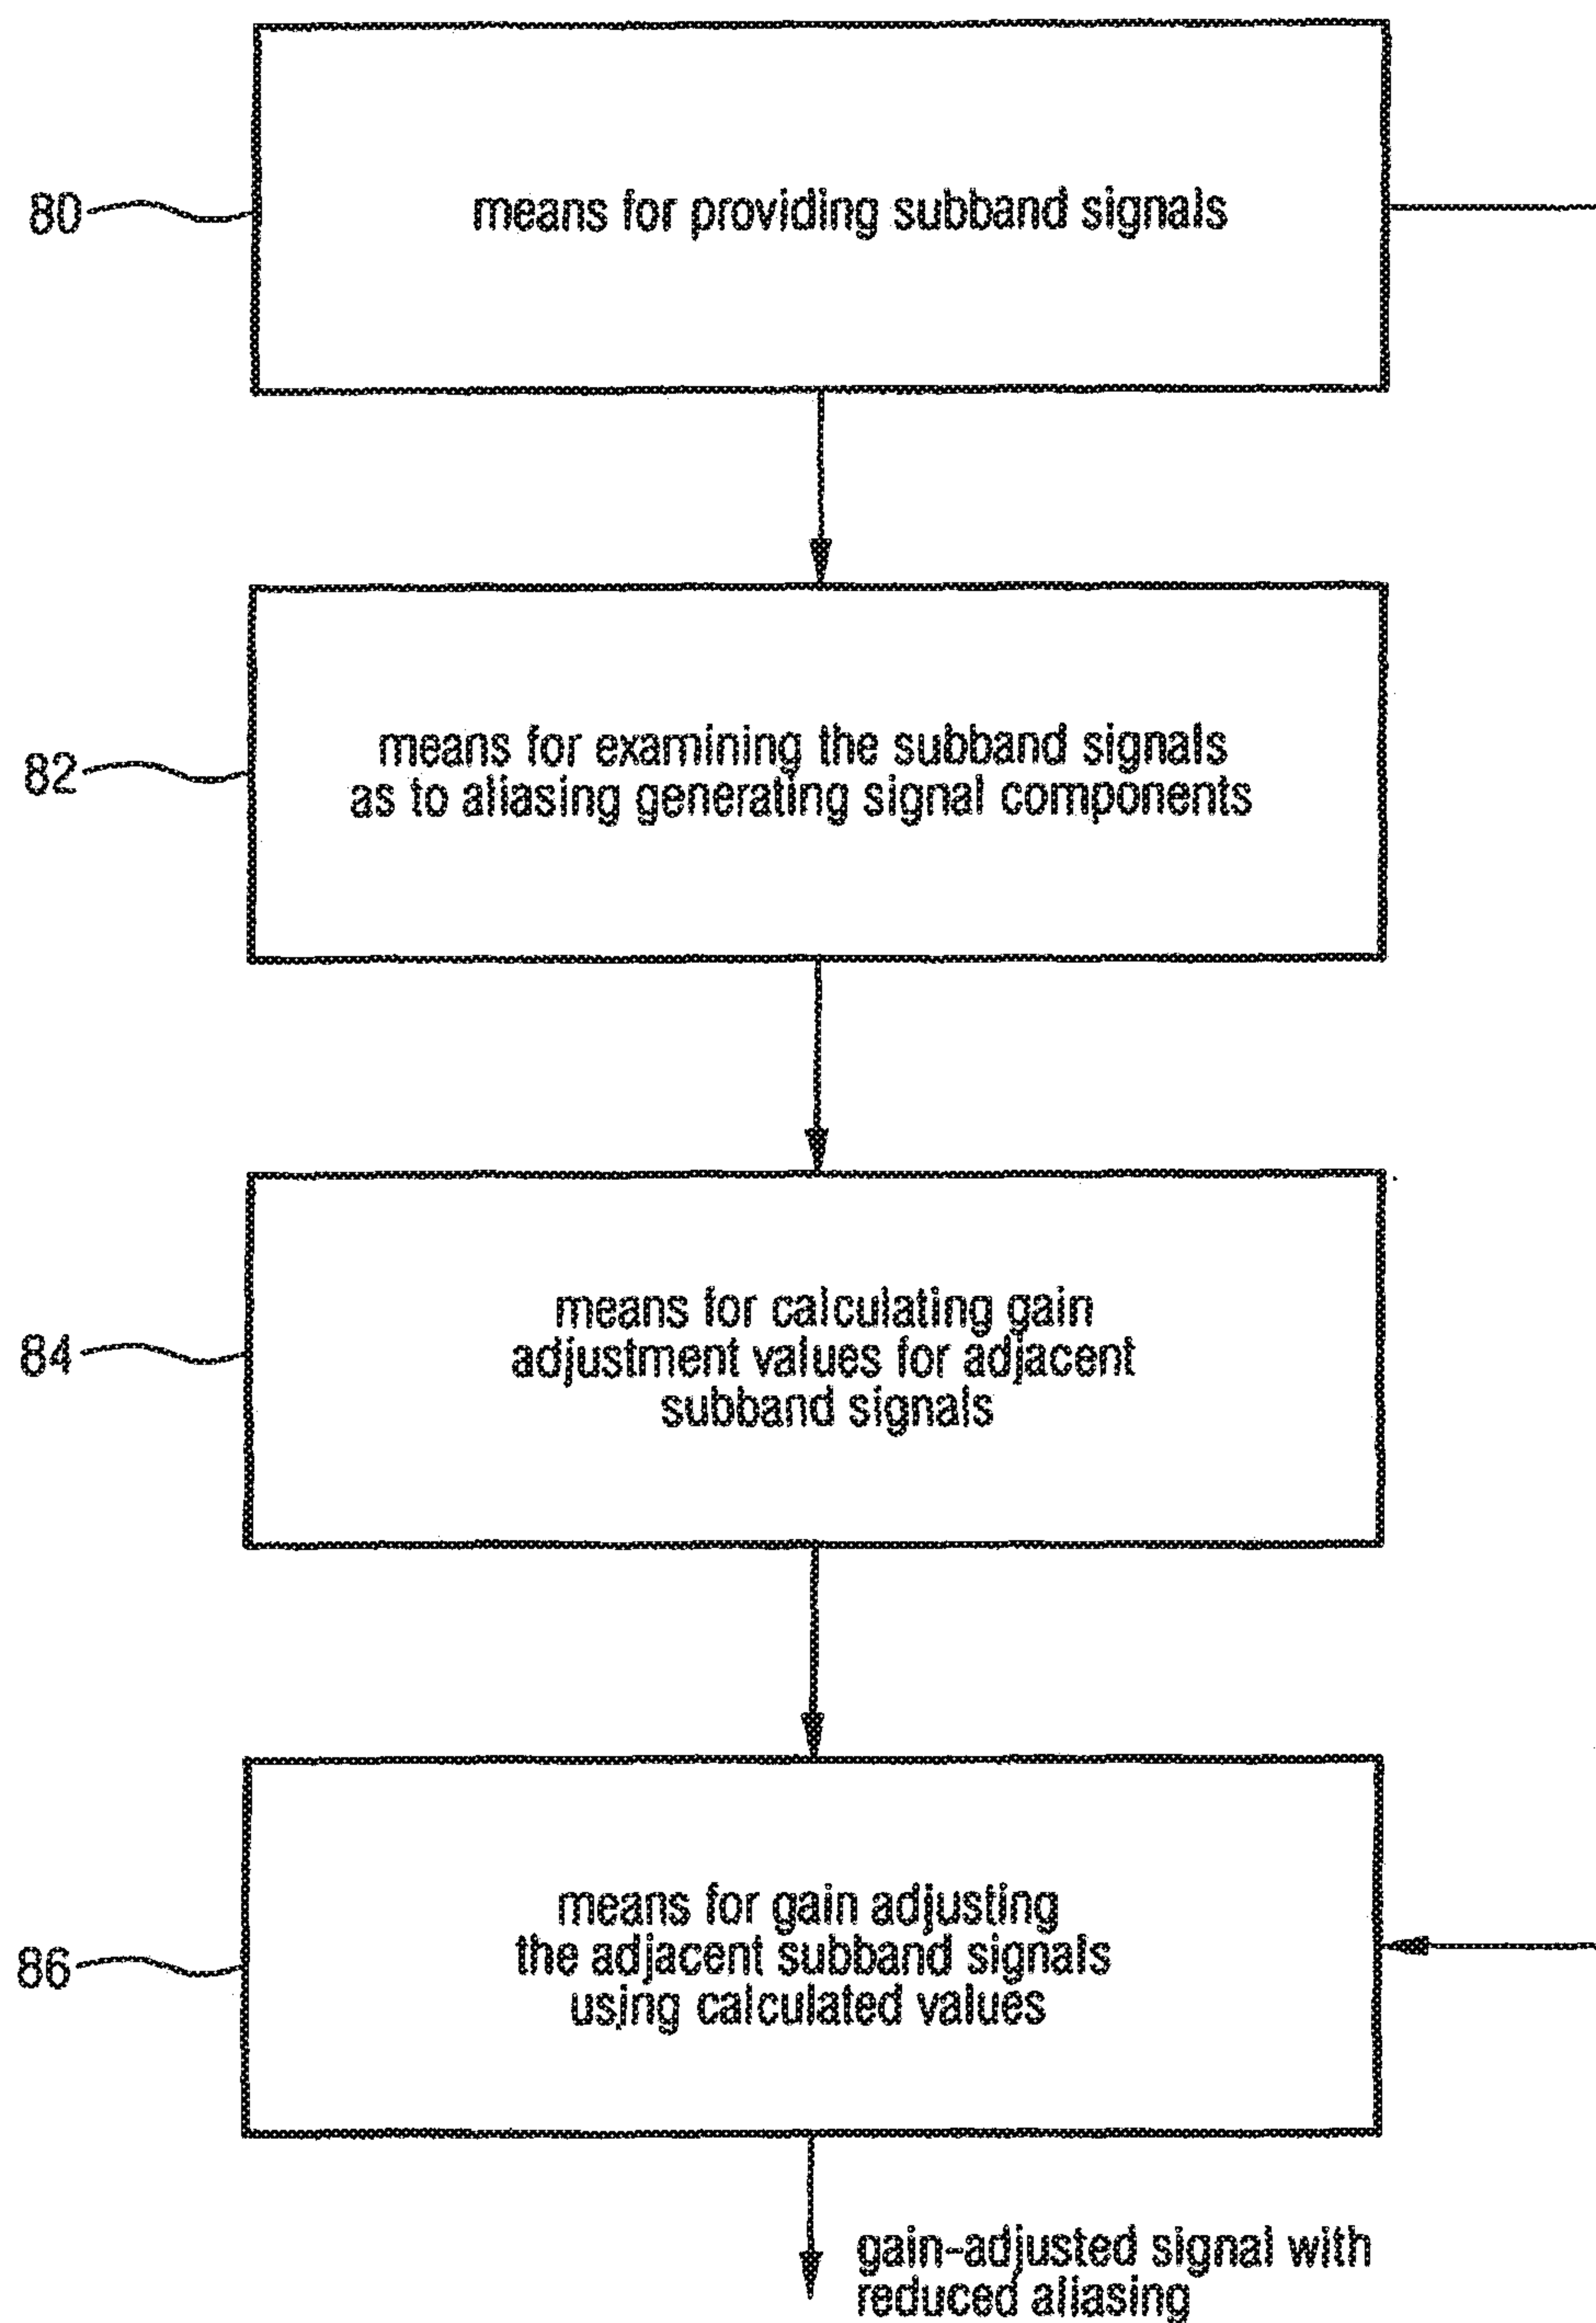 80
means for providing subband signals
82
means for examining the subband signals
as to aliasing generating signal components
84
means for calculating gain
adjustment values for adjacent
subband signals
86
means for gain adjusting
the adjacent subband signals
using calculated values
gain-adjusted signal with
reduced aliasing